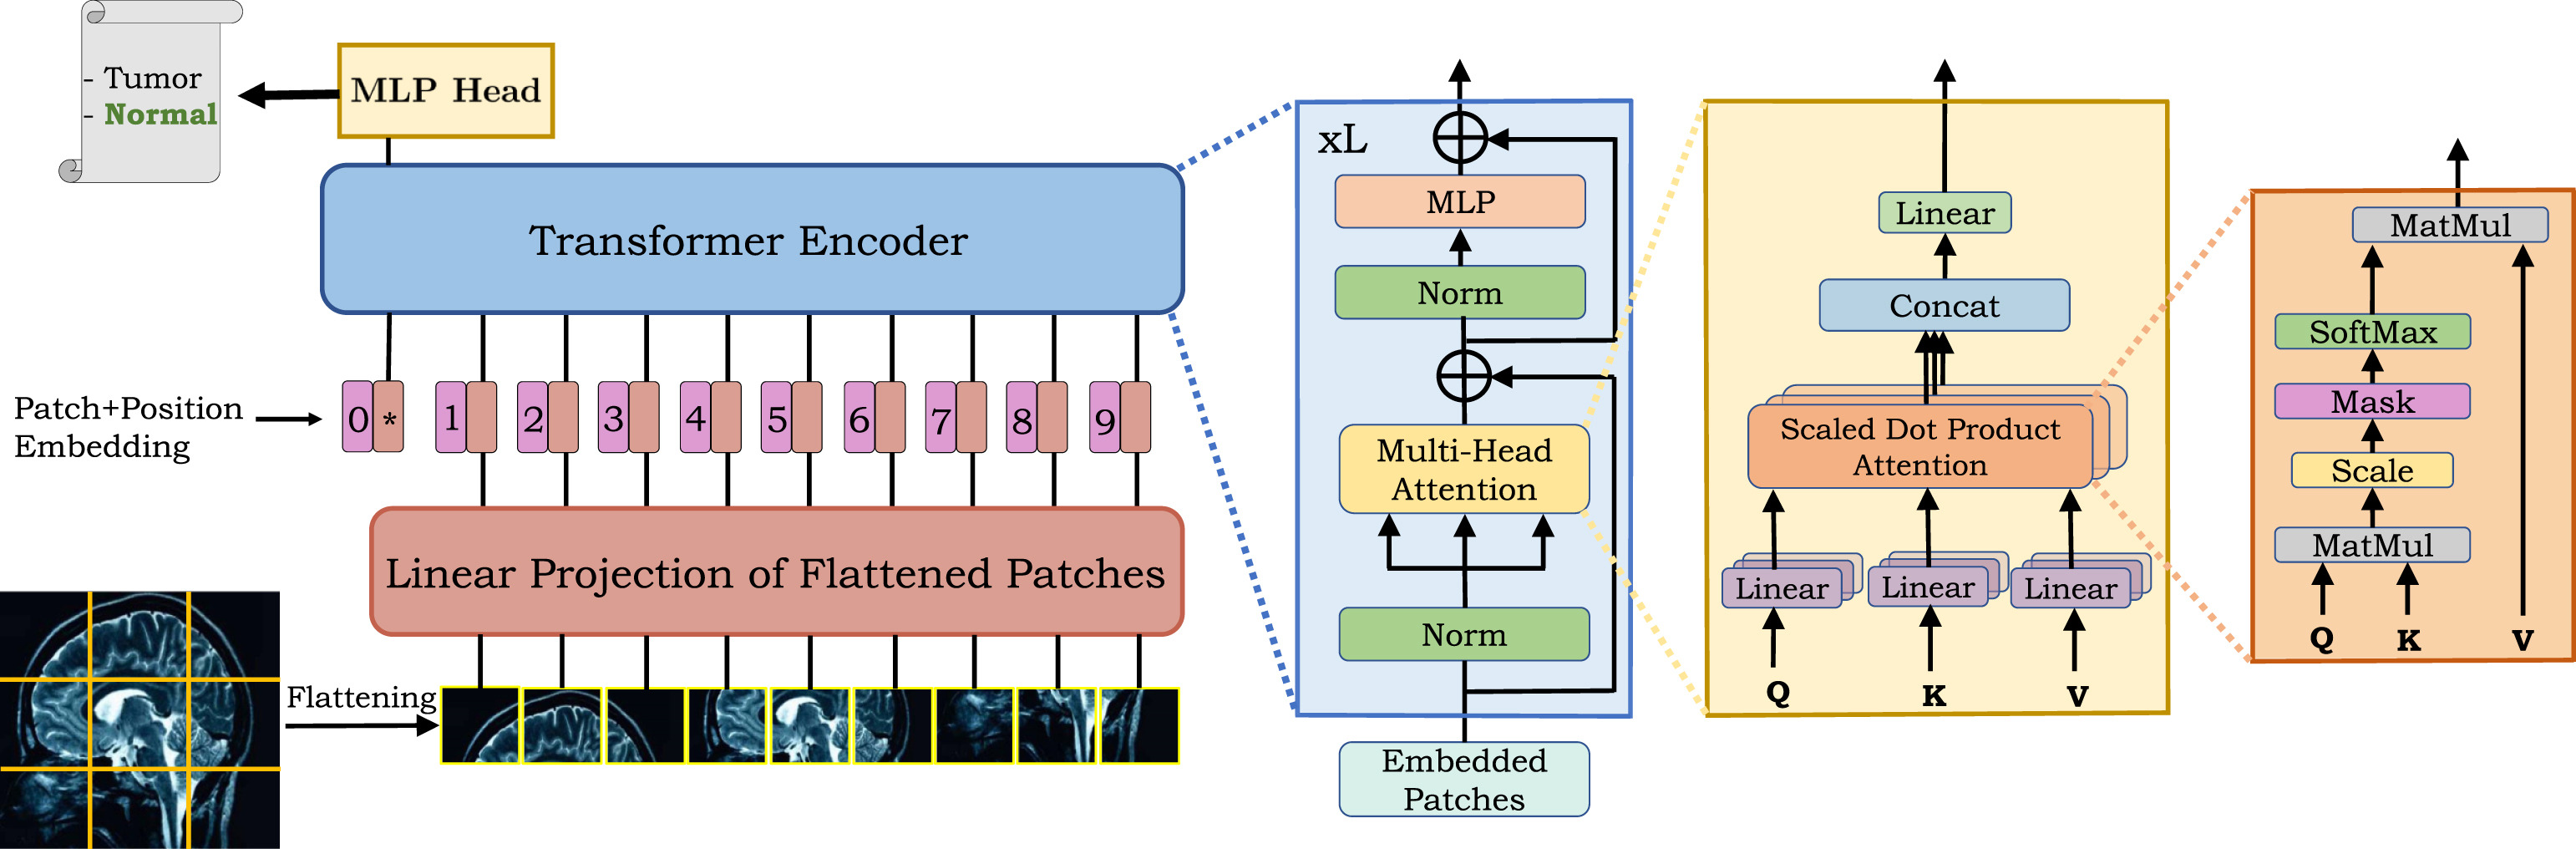 - Tumor
- Normal
MLP Head
Transformer Encoder
Patch+Position
Embedding
0 * 1 2 3 4 5 6 7 8 9
Linear Projection of Flattened Patches
Flattening
xL
MLP
Norm
Multi-Head
Attention
Norm
Embedded
Patches
Linear
Concat
Scaled Dot Product
Attention
Linear Linear Linear
Q K V
MatMul
SoftMax
Mask
Scale
MatMul
Q K V